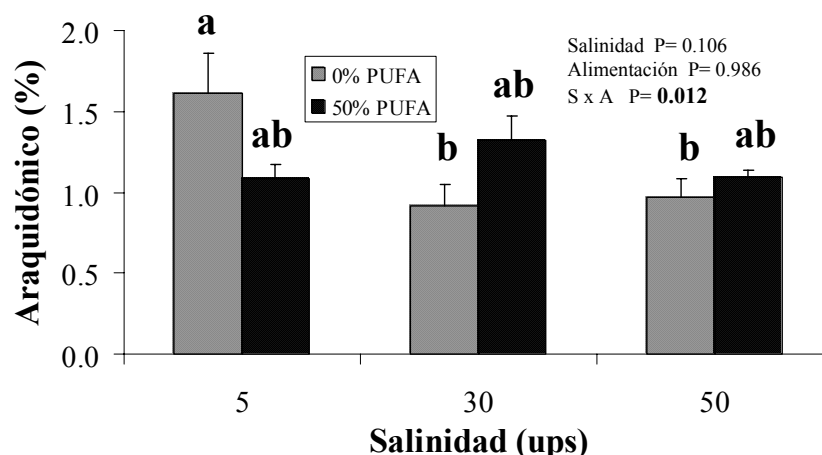 Araquidónico (%)
2.0
1.5
1.0
0.5
0.0
a
ab
b
ab
b
ab
0% PUFA
50% PUFA
Salinidad P= 0.106
Alimentación P= 0.986
S x A P= 0.012
5
30
50
Salinidad (ups)